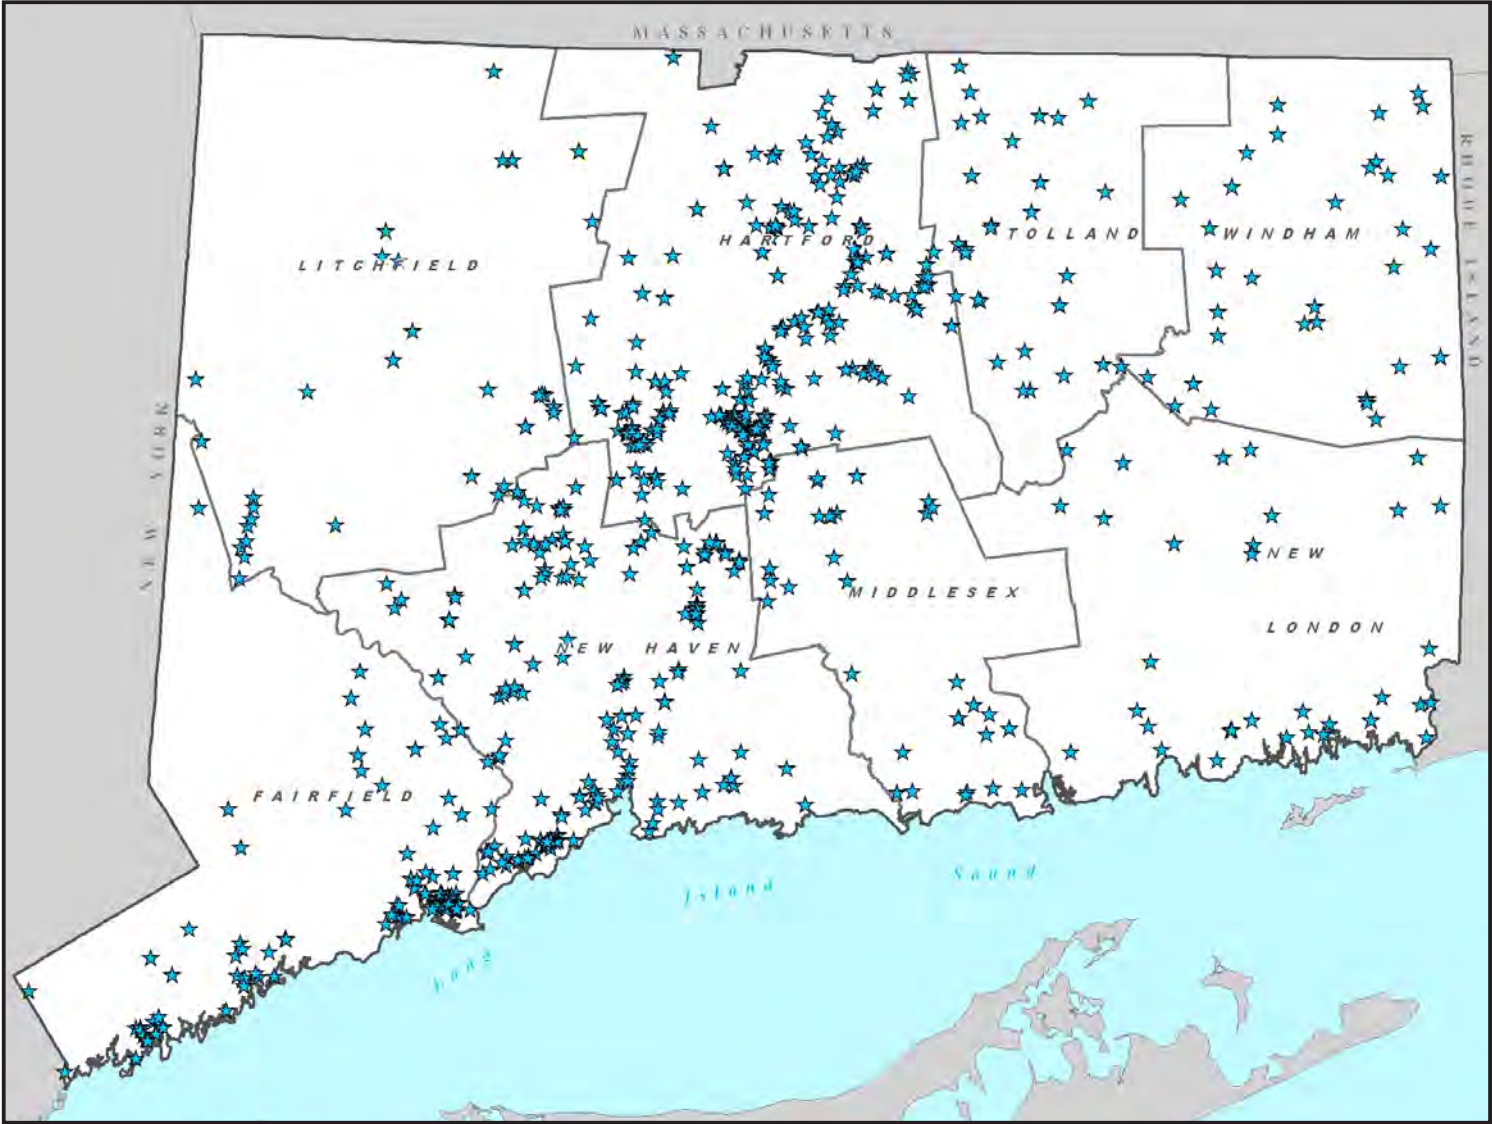 MASSACHUSETTS
RHODE ISLAND
HARTFORD
TOLLAND
WINDHAM
LITCHFIELD
NEW YORK
NEW
MIDDLESEX
LONDON
NEW HAVEN
FAIRFIELD
Long Island Sound